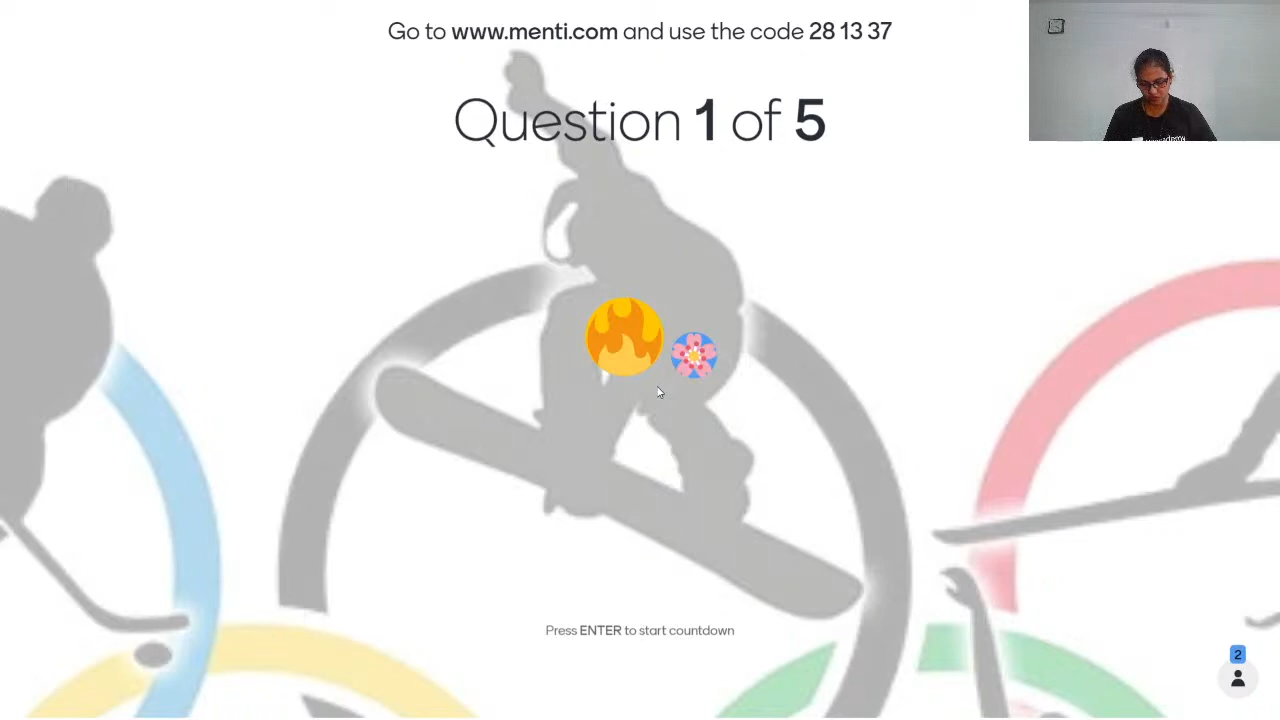 Go to www.menti.com and use the code 28 13 37
Question 1 of 5
Press ENTER to start countdown
2